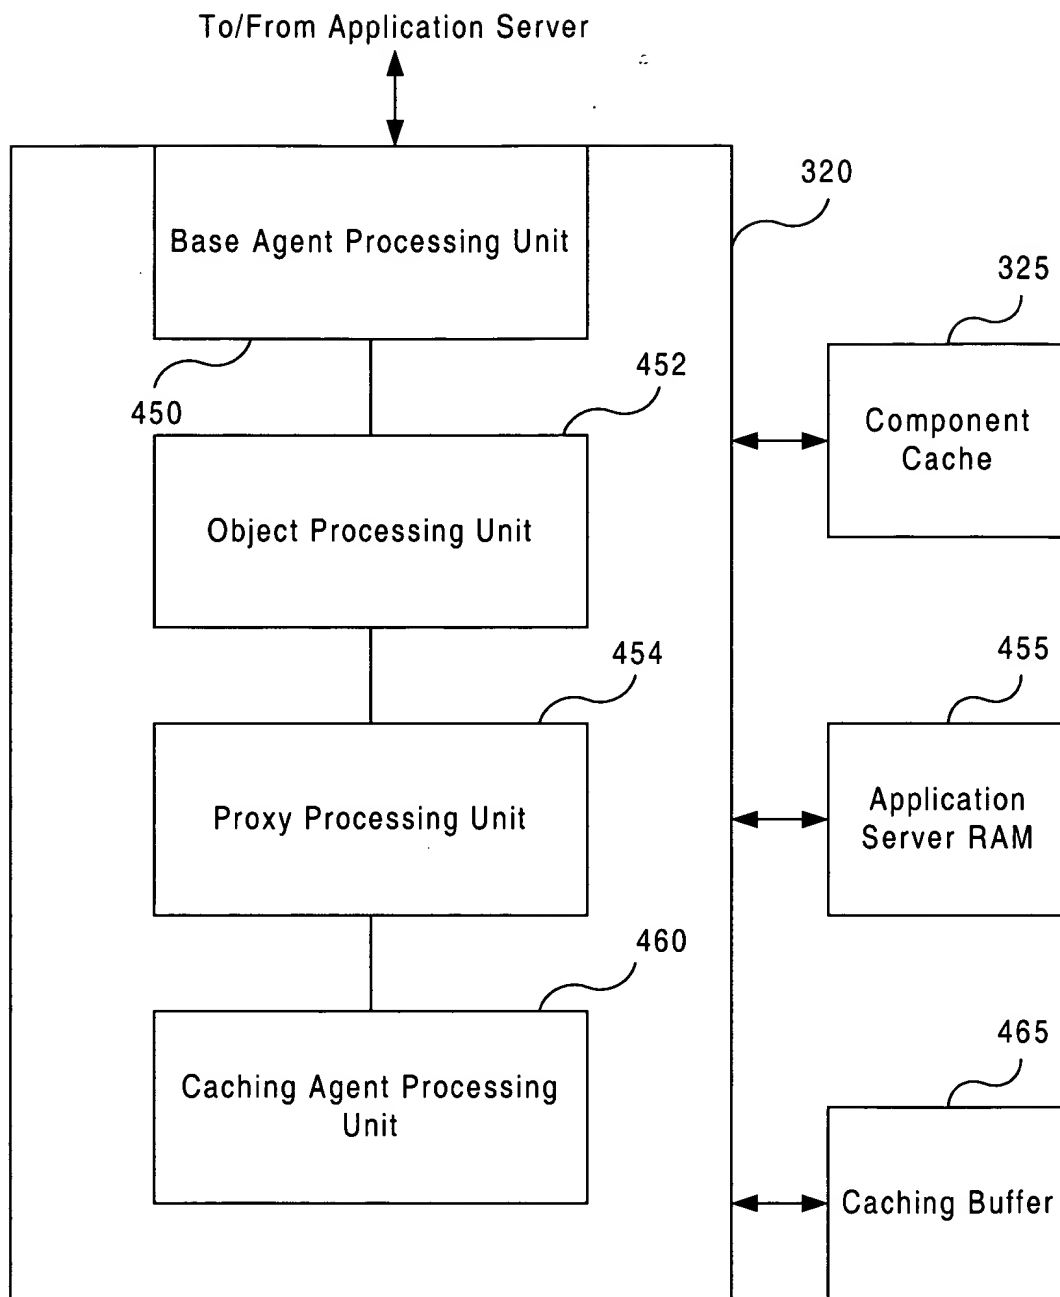 To/From Application Server
320
Base Agent Processing Unit
325
450
452
Component
Cache
Object Processing Unit
454
455
Proxy Processing Unit
Application
Server RAM
460
465
Caching Agent Processing
Unit
Caching Buffer